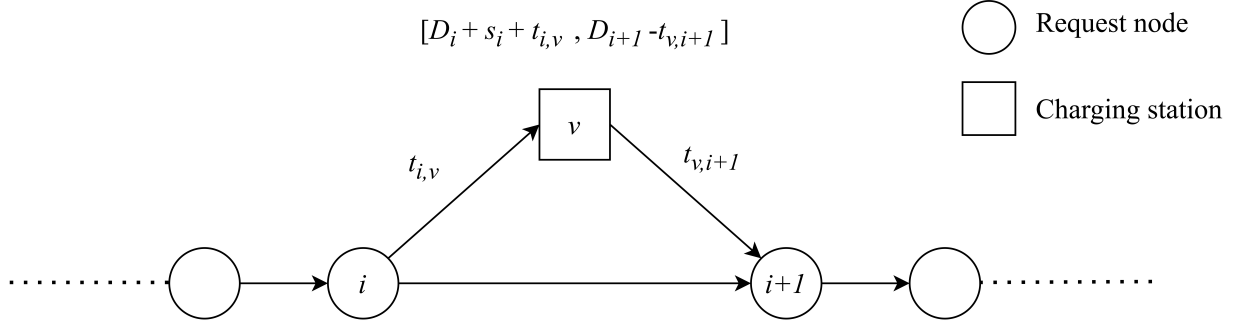 [D_i + s_i + t_{i,v} , D_{i+1} -t_{v,i+1} ]
Request node
Charging station
v
t_{i,v}
t_{v,i+1}
i
i+1